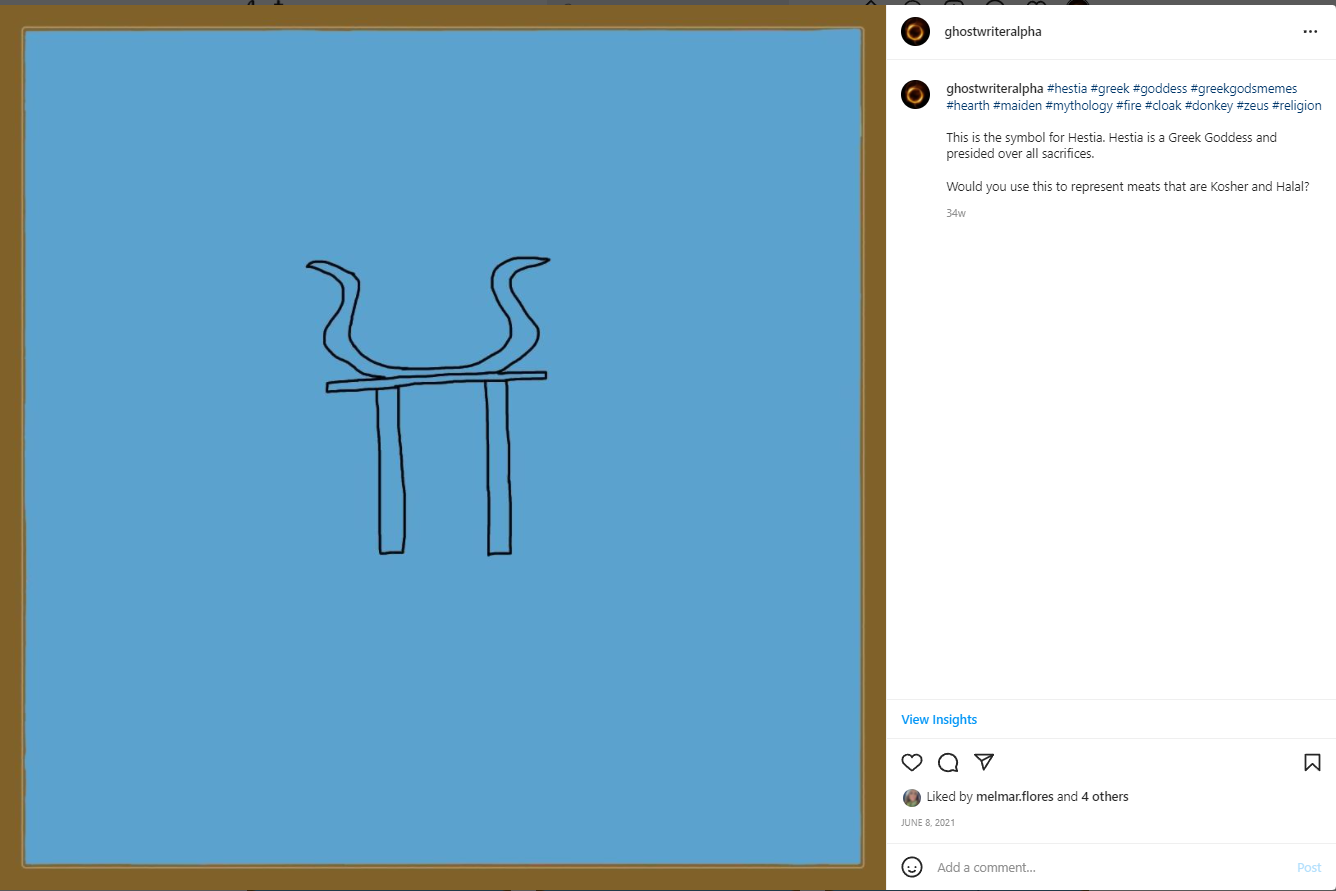 ghostwriteralpha
ghostwriteralpha #hestia #greek #goddess #greekgodsmemes
#hearth #maiden #mythology #fire #cloak #donkey #zeus #religion
This is the symbol for Hestia. Hestia is a Greek Goddess and
presided over all sacrifices.
Would you use this to represent meats that are Kosher and Halal?
34w
View Insights
Liked by melmar.flores and 4 others
JUNE 8, 2021
Add a comment...
Post